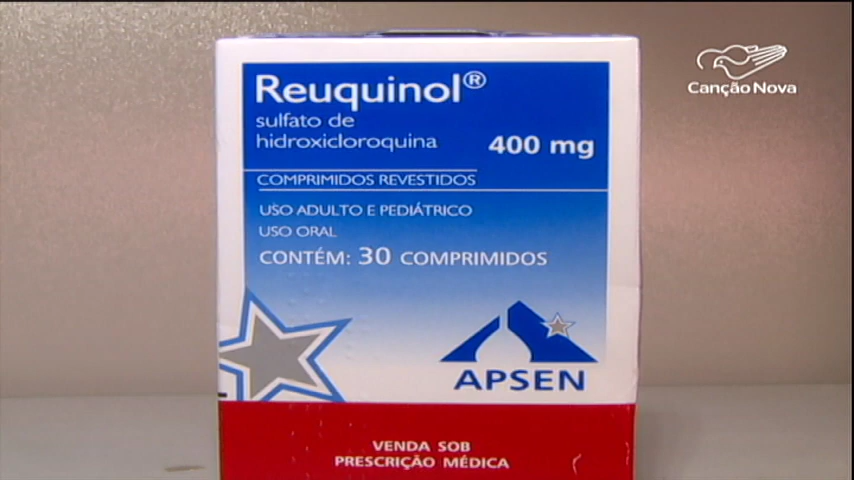 Canção Nova
Reuquinol®
sulfato de
hidroxicloroquina
400 mg
COMPRIMIDOS REVESTIDOS
USO ADULTO E PEDIÁTRICO
USO ORAL
CONTÉM: 30 COMPRIMIDOS
APSEN
VENDA SOB
PRESCRIÇÃO MÉDICA